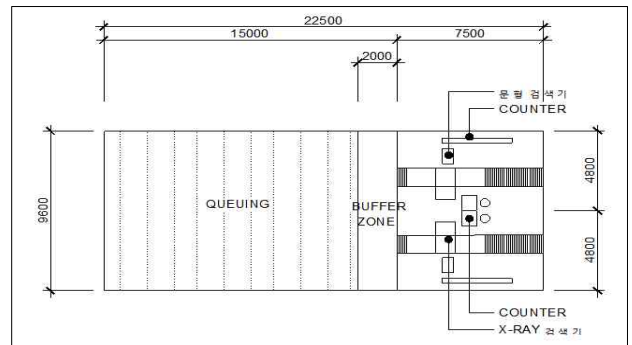 22500
15000
7500
2000
문형 검색기
COUNTER
9600
QUEUING
BUFFER
ZONE
4800
4800
COUNTER
X-RAY 검색기